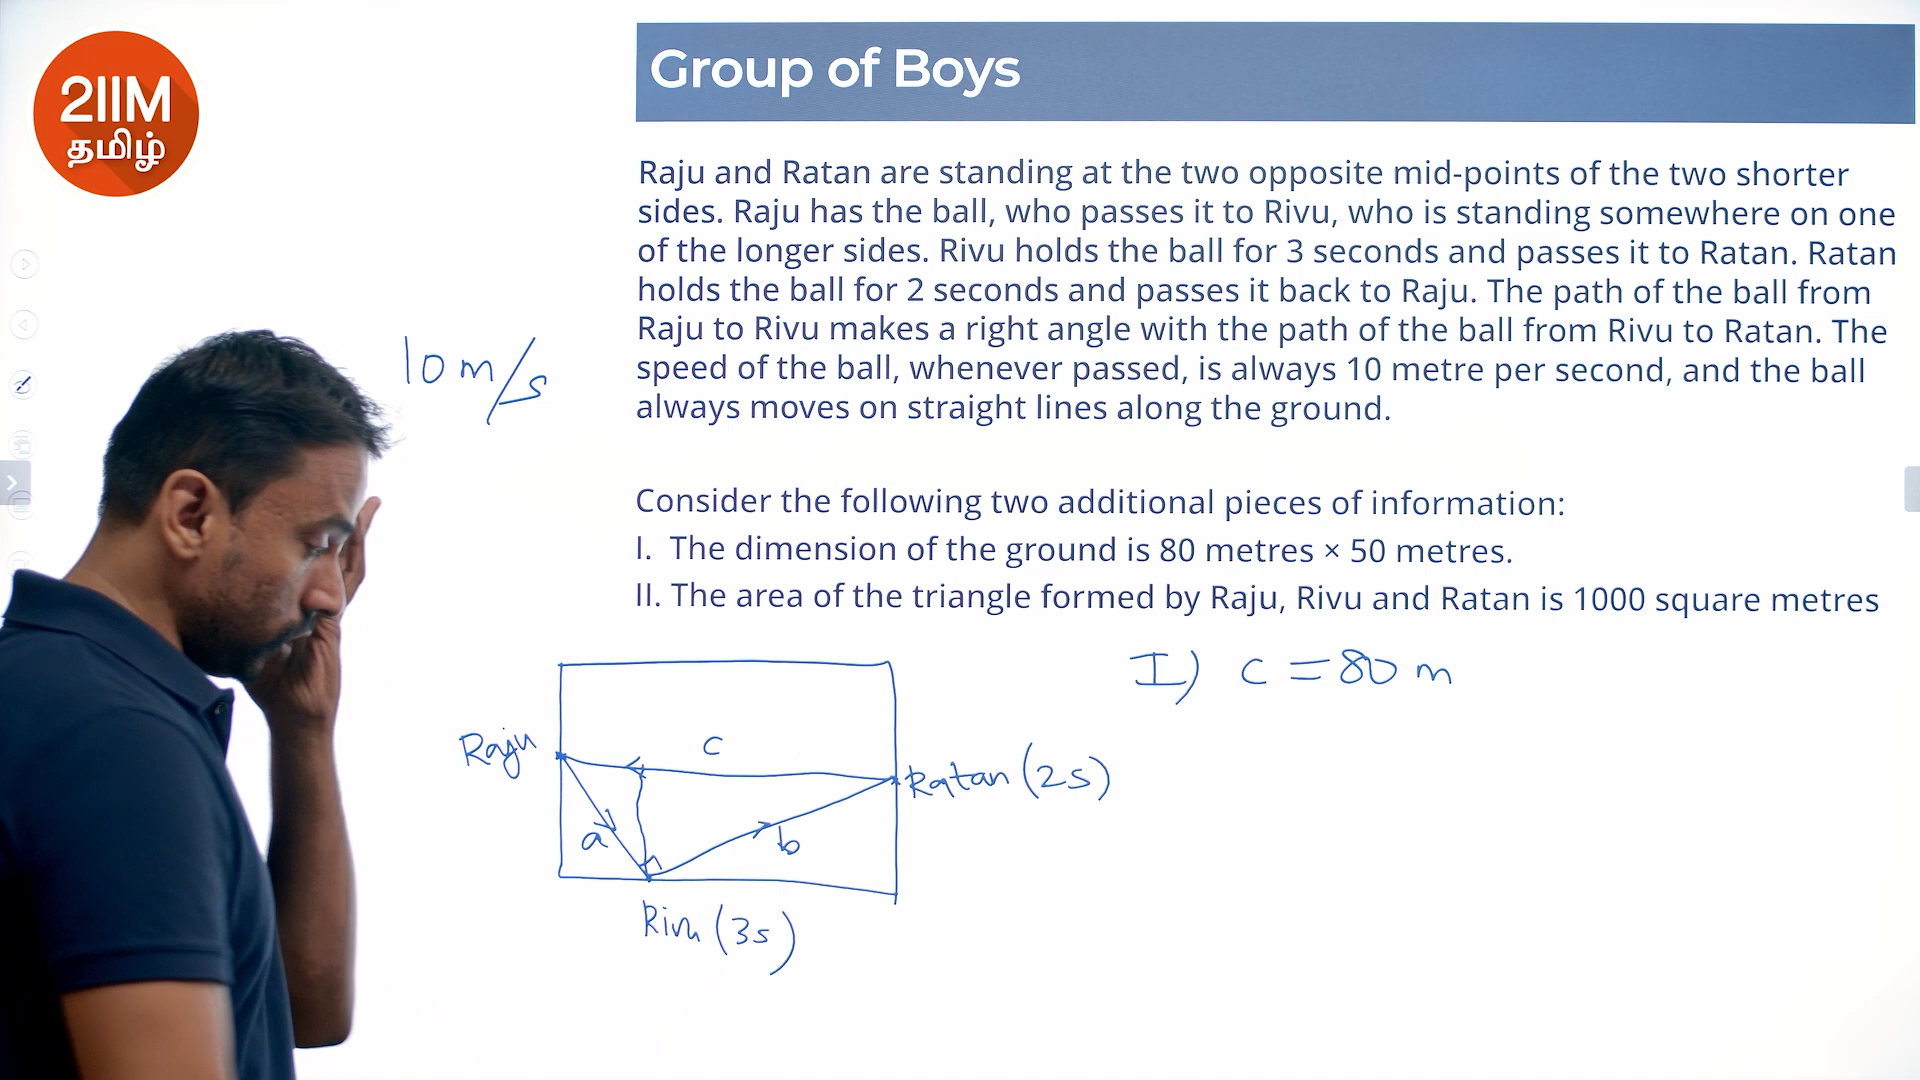 2IIM
தமிழ்
Group of Boys
Raju and Ratan are standing at the two opposite mid-points of the two shorter
sides. Raju has the ball, who passes it to Rivu, who is standing somewhere on one
of the longer sides. Rivu holds the ball for 3 seconds and passes it to Ratan. Ratan
holds the ball for 2 seconds and passes it back to Raju. The path of the ball from
Raju to Rivu makes a right angle with the path of the ball from Rivu to Ratan. The
speed of the ball, whenever passed, is always 10 metre per second, and the ball
always moves on straight lines along the ground.
10 m/s
Consider the following two additional pieces of information:
I. The dimension of the ground is 80 metres × 50 metres.
II. The area of the triangle formed by Raju, Rivu and Ratan is 1000 square metres
I) c = 80 m
Raju
c
Ratan (2s)
a
b
Rivu (3s)